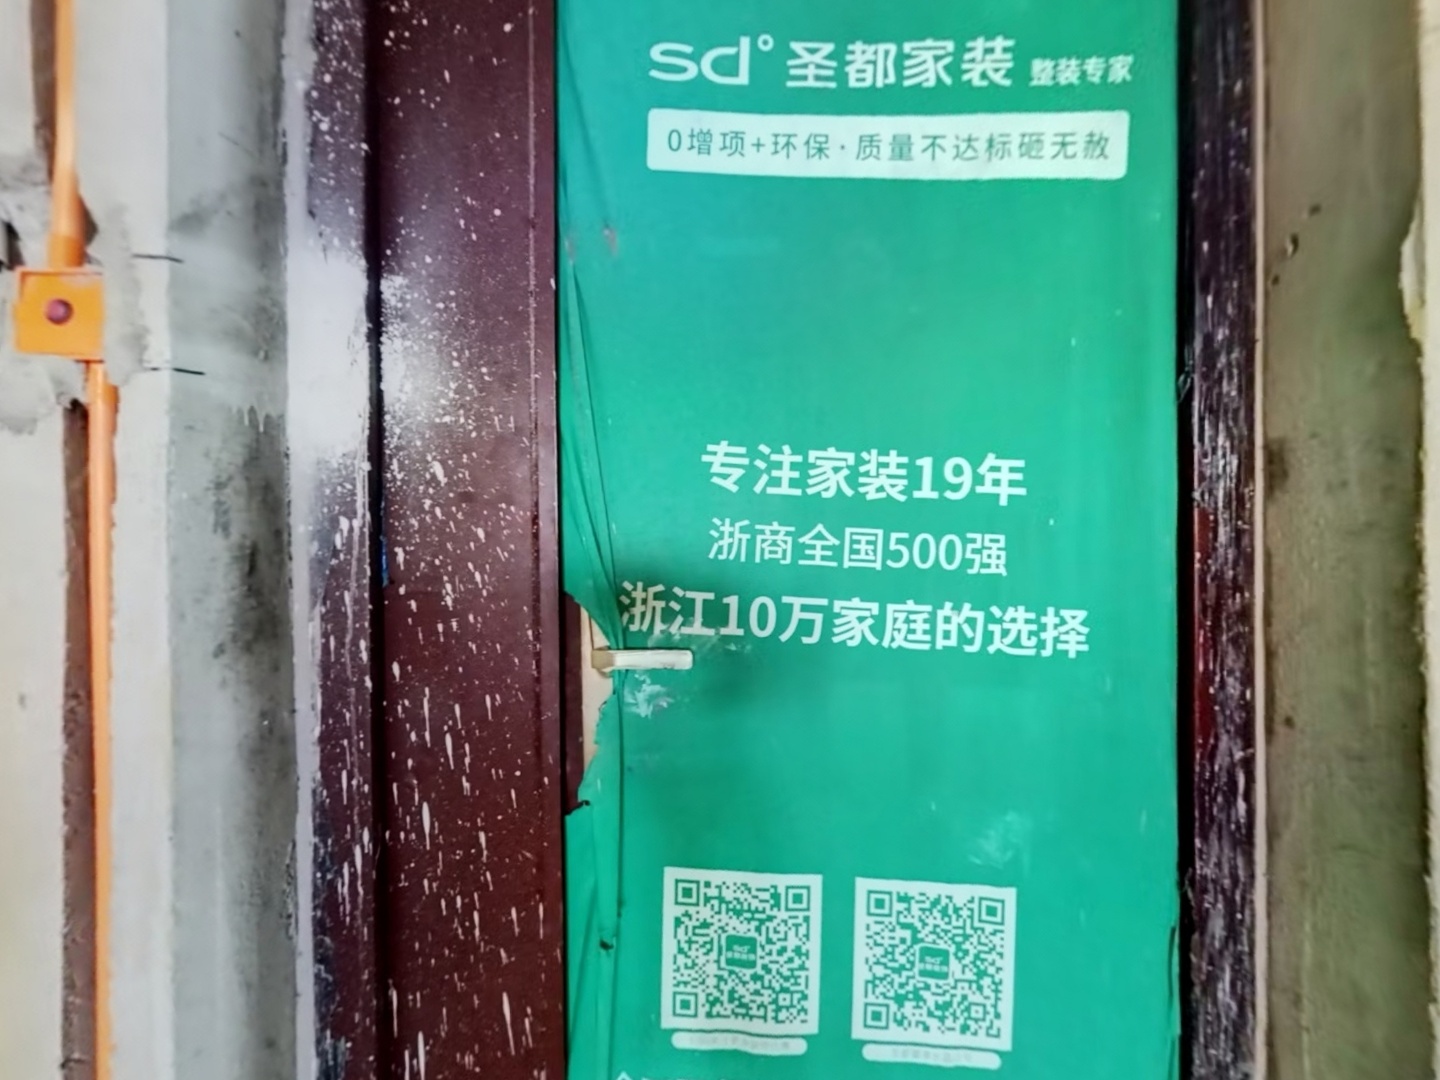 sd°圣都家装 整装专家
0增项+环保·质量不达标砸无赦
专注家装19年
浙商全国500强
浙江10万家庭的选择